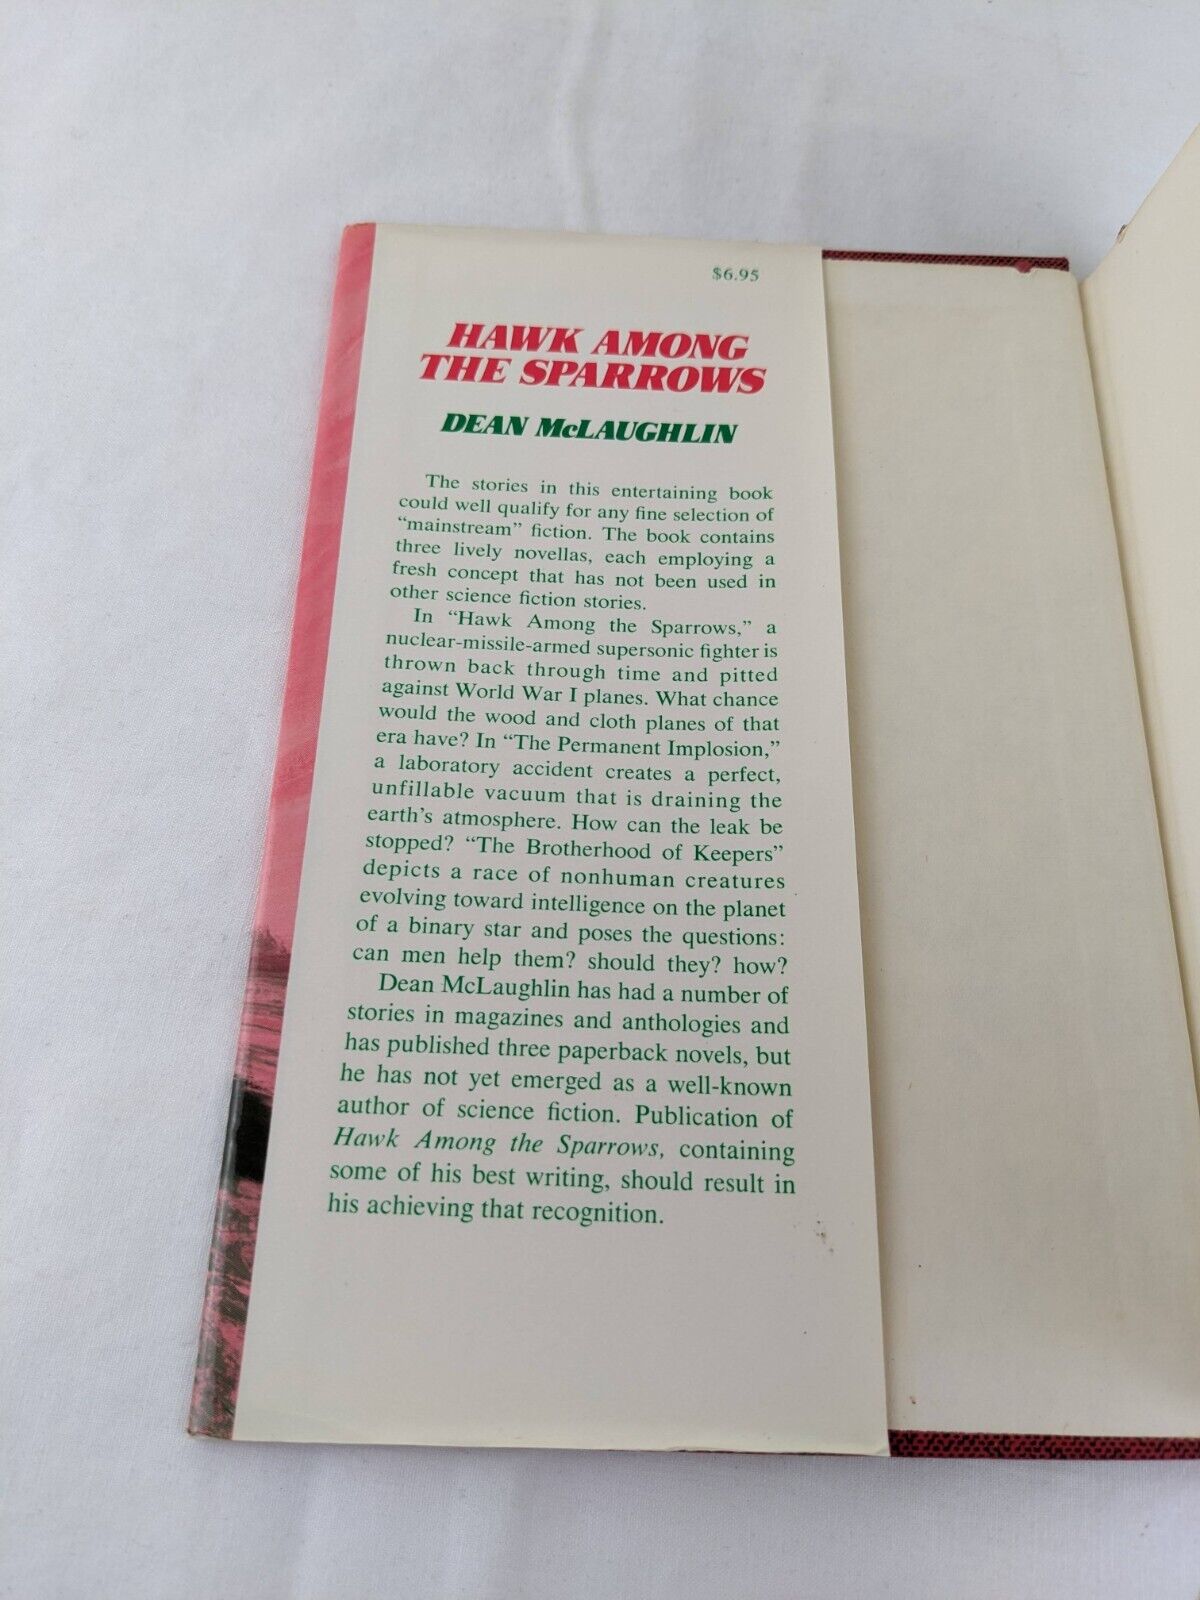 $6.95
HAWK AMONG
THE SPARROWS
DEAN McLAUGHLIN
The stories in this entertaining book
could well qualify for any fine selection of
“mainstream” fiction. The book contains
three lively novellas, each employing a
fresh concept that has not been used in
other science fiction stories.
In “Hawk Among the Sparrows,” a
nuclear-missile-armed supersonic fighter is
thrown back through time and pitted
against World War I planes. What chance
would the wood and cloth planes of that
era have? In “The Permanent Implosion,”
a laboratory accident creates a perfect,
unfillable vacuum that is draining the
earth’s atmosphere. How can the leak be
stopped? “The Brotherhood of Keepers”
depicts a race of nonhuman creatures
evolving toward intelligence on the planet
of a binary star and poses the questions:
can men help them? should they? how?
Dean McLaughlin has had a number of
stories in magazines and anthologies and
has published three paperback novels, but
he has not yet emerged as a well-known
author of science fiction. Publication of
Hawk Among the Sparrows, containing
some of his best writing, should result in
his achieving that recognition.